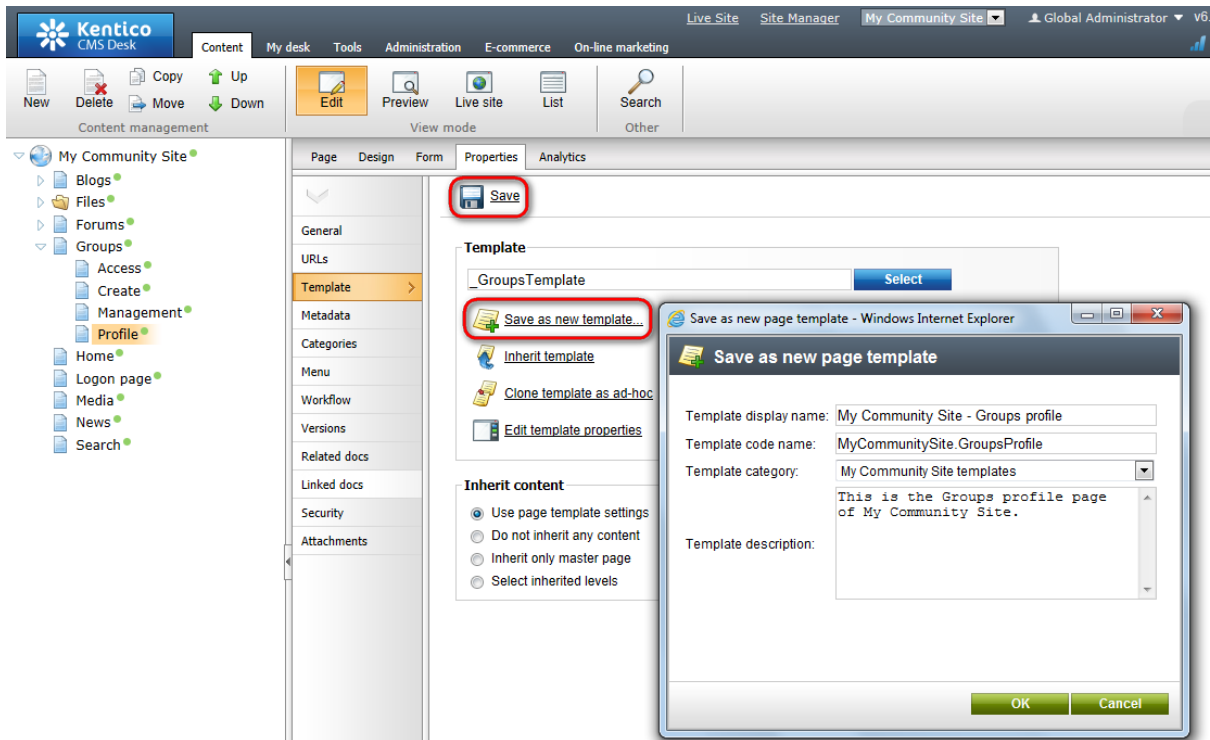 Live Site Site Manager My Community Site Global Administrator v6.
Kentico
CMS Desk
Content My desk Tools Administration E-commerce On-line marketing
New Delete Copy Move Up Down
Content management
Edit Preview Live site List
View mode
Search
Other
My Community Site
Blogs
Files
Forums
Groups
Access
Create
Management
Profile
Home
Logon page
Media
News
Search
Page Design Form Properties Analytics
General
URLs
Template
Metadata
Categories
Menu
Workflow
Versions
Related docs
Linked docs
Security
Attachments
Save
Template
_GroupsTemplate Select
Save as new template...
Inherit template
Clone template as ad-hoc
Edit template properties
Inherit content
Use page template settings
Do not inherit any content
Inherit only master page
Select inherited levels
Save as new page template - Windows Internet Explorer
Save as new page template
Template display name: My Community Site - Groups profile
Template code name: MyCommunitySite.GroupsProfile
Template category: My Community Site templates
Template description: This is the Groups profile page
of My Community Site.
OK Cancel